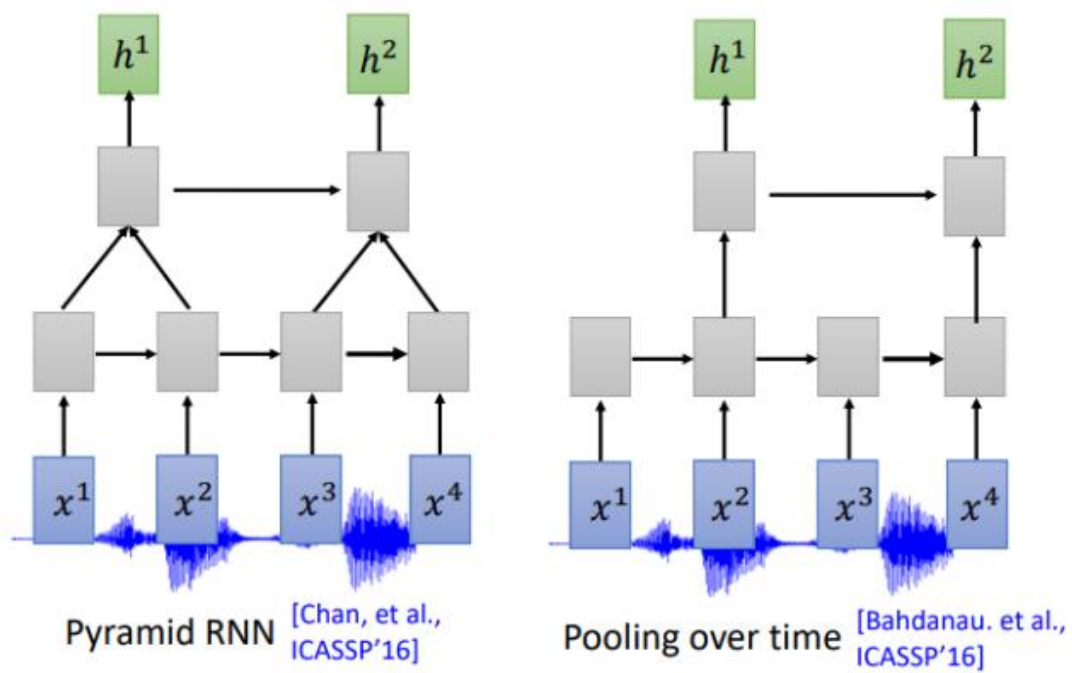 h¹ h² h¹ h²
x¹ x² x³ x⁴ x¹ x² x³ x⁴
Pyramid RNN [Chan, et al.,
ICASSP'16]
Pooling over time [Bahdanau. et al.,
ICASSP'16]